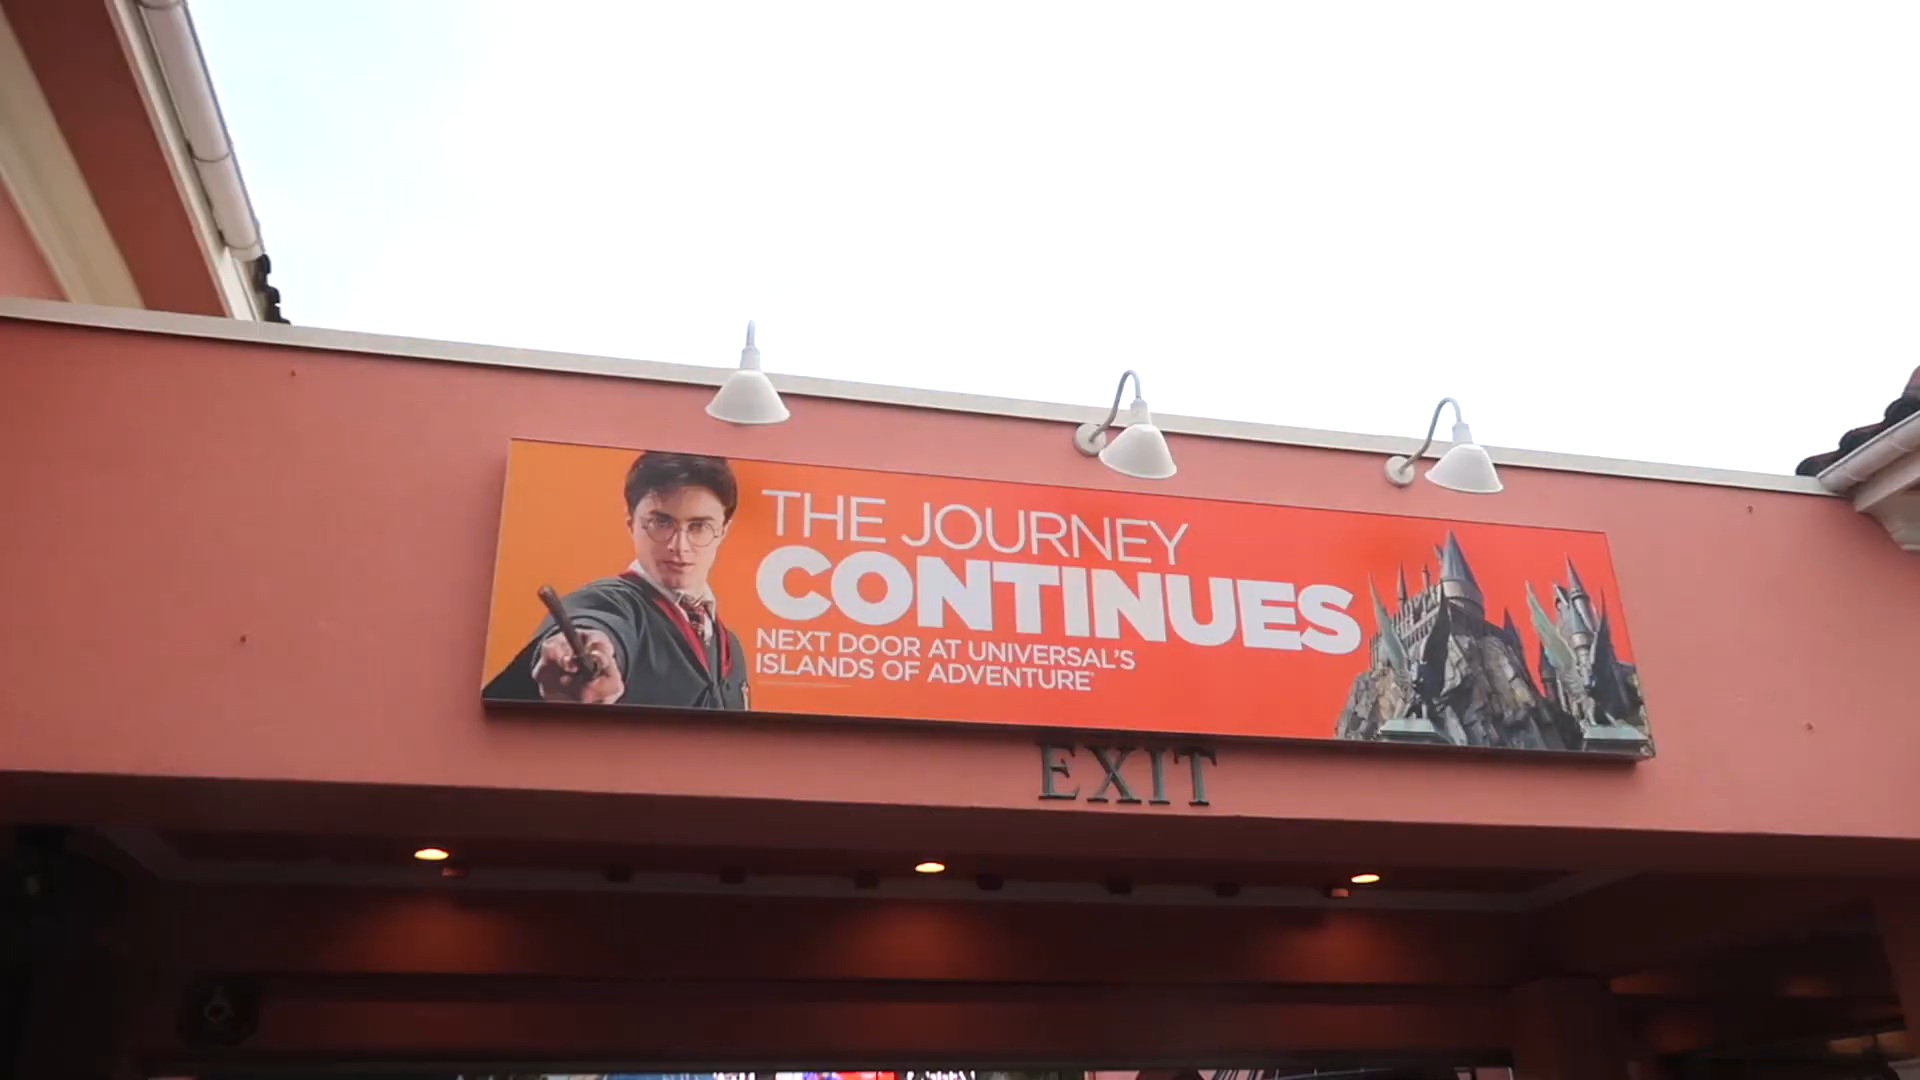 THE JOURNEY
CONTINUES
NEXT DOOR AT UNIVERSAL'S
ISLANDS OF ADVENTURE
EXIT